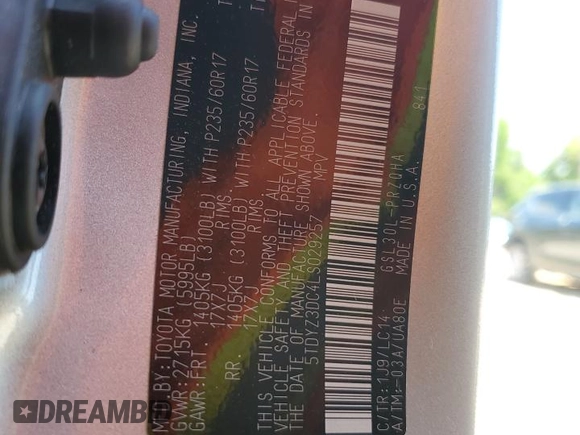 MFD BY:TOYOTA MOTOR MANUFACTURING, INDIANA, INC.
GVWR:2715KG (5995LB)
GAWR:FRT 1405KG (3100LB) WITH P235/60R17
17X7J RIMS,
RR. 1405KG (3100LB) WITH P235/60R17
17X7J RIMS,
THIS VEHICLE CONFORMS TO ALL APPLICABLE FEDERAL
VEHICLE SAFETY AND THEFT PREVENTION STANDARDS IN
THE DATE OF MANUFACTURE SHOWN ABOVE.
5TDYZ3DC4LS029257 MPV
C/TR:1J9/LC14 GSL30L-PRZQHA 841
A/TM:-03A/UA80E MADE IN U.S.A.
DREAMBID